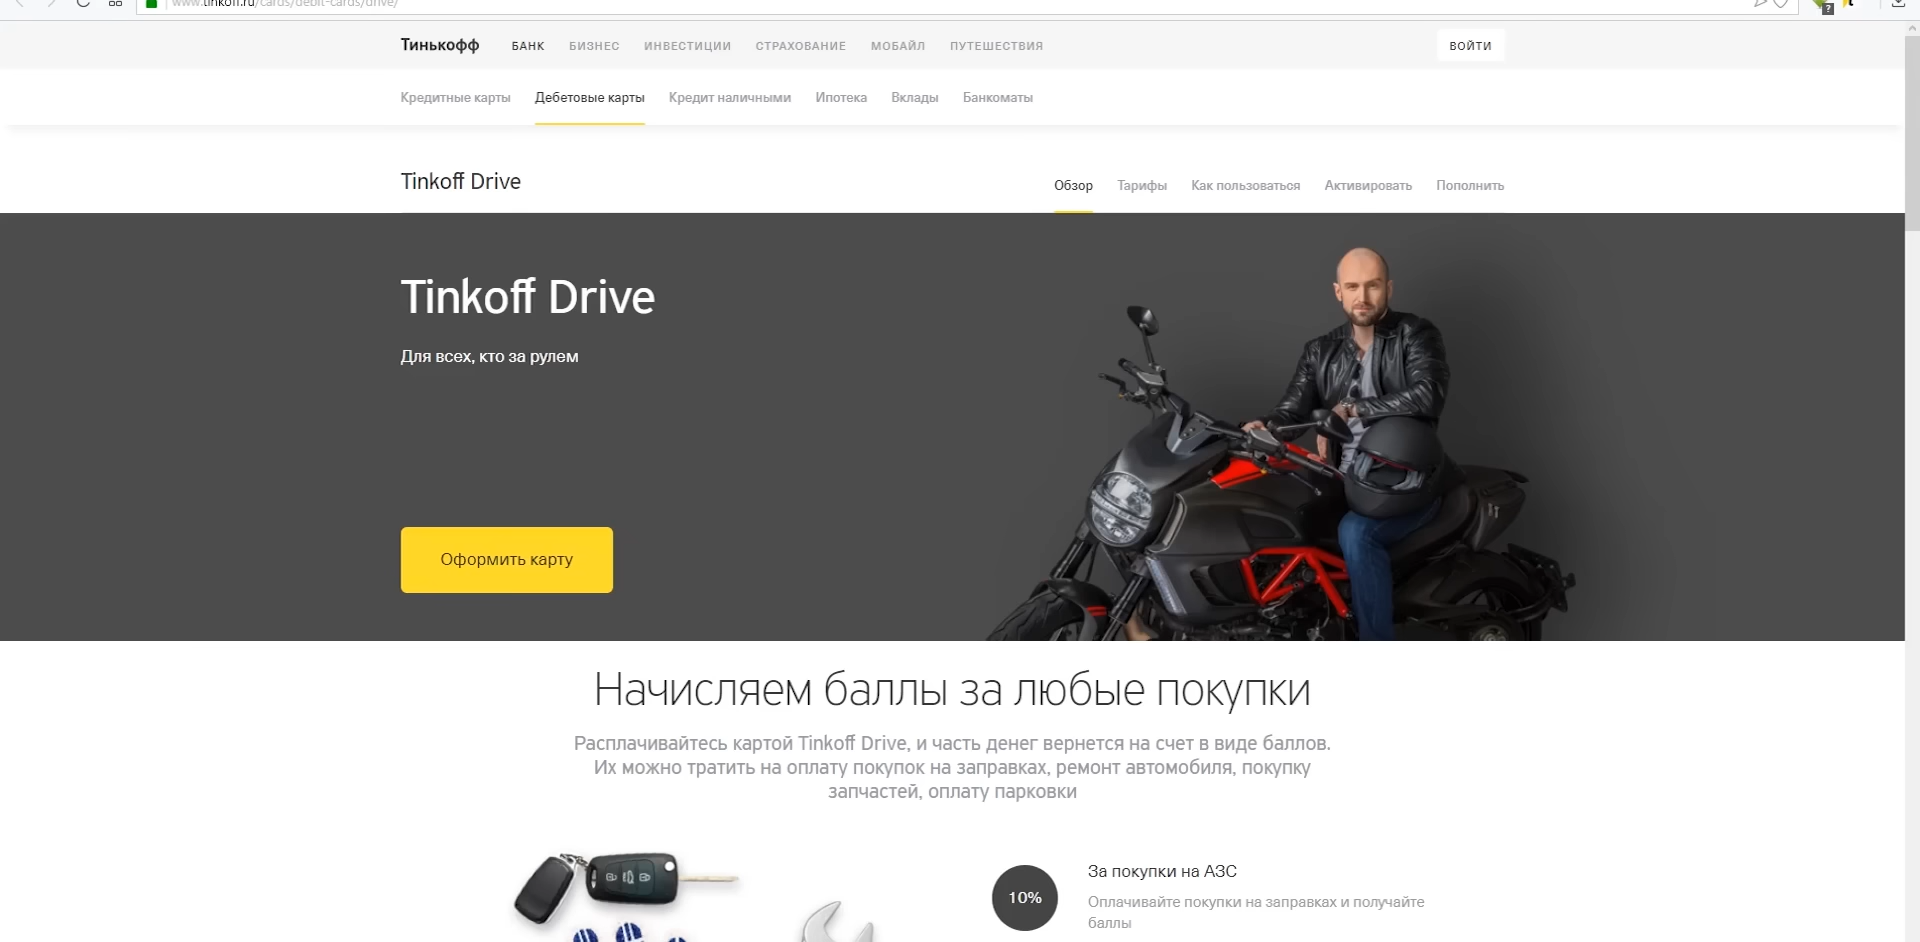 www.tinkoff.ru/cards/debit-cards/drive/
Тинькофф БАНК БИЗНЕС ИНВЕСТИЦИИ СТРАХОВАНИЕ МОБАЙЛ ПУТЕШЕСТВИЯ ВОЙТИ
Кредитные карты Дебетовые карты Кредит наличными Ипотека Вклады Банкоматы
Tinkoff Drive Обзор Тарифы Как пользоваться Активировать Пополнить
Tinkoff Drive
Для всех, кто за рулем
Оформить карту
Начисляем баллы за любые покупки
Расплачивайтесь картой Tinkoff Drive, и часть денег вернется на счет в виде баллов.
Их можно тратить на оплату покупок на заправках, ремонт автомобиля, покупку
запчастей, оплату парковки
10%
За покупки на АЗС
Оплачивайте покупки на заправках и получайте
баллы